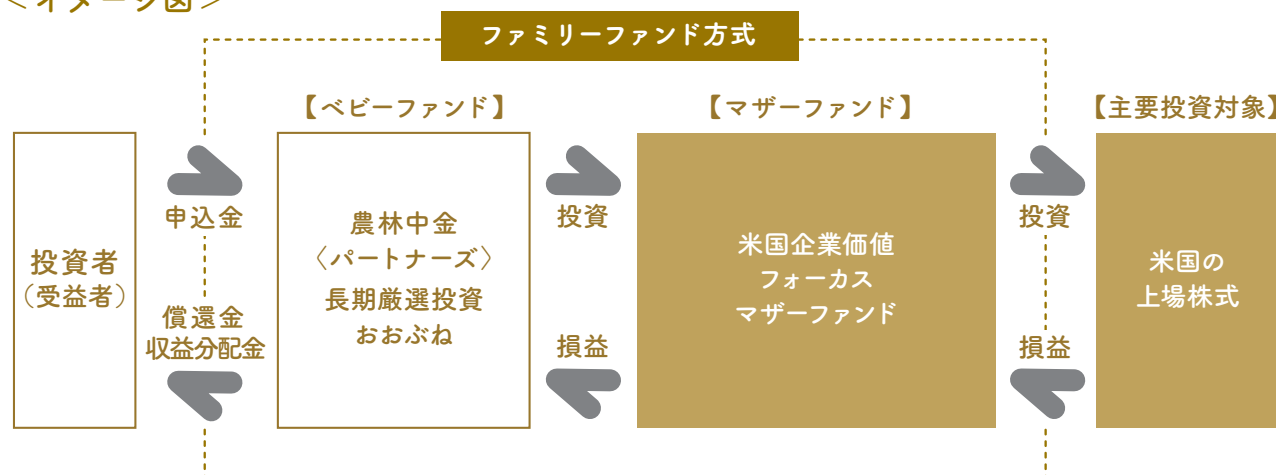 ＜イメージ図＞
ファミリーファンド方式
【ベビーファンド】
【マザーファンド】
【主要投資対象】
投資者
（受益者）
申込金
償還金
収益分配金
農林中金
〈パートナーズ〉
長期厳選投資
おおぶね
投資
損益
米国企業価値
フォーカス
マザーファンド
投資
損益
米国の
上場株式